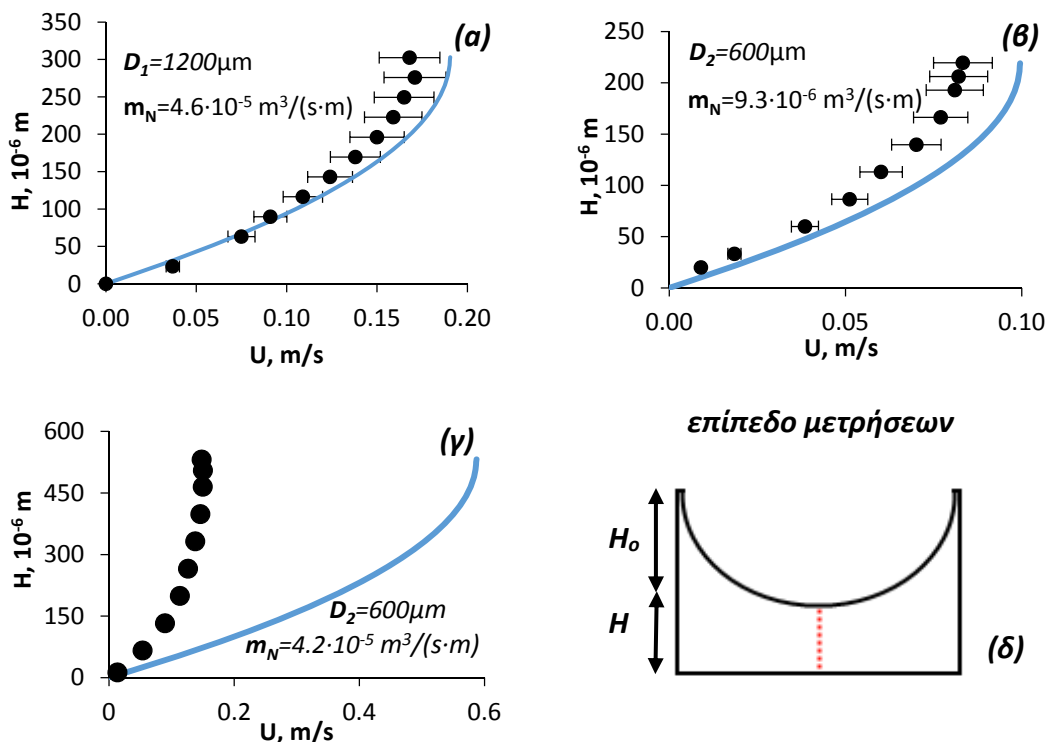 (α)
D₁=1200μm
m_N=4.6·10⁻⁵ m³/(s·m)
H, 10⁻⁶ m
350
300
250
200
150
100
50
0
0.00 0.05 0.10 0.15 0.20
U, m/s
(β)
D₂=600μm
m_N=9.3·10⁻⁶ m³/(s·m)
H, 10⁻⁶ m
250
200
150
100
50
0
0.00 0.05 0.10
U, m/s
(γ)
D₂=600μm
m_N=4.2·10⁻⁵ m³/(s·m)
H, 10⁻⁶ m
600
450
300
150
0
0 0.2 0.4 0.6
U, m/s
επίπεδο μετρήσεων
Hₒ
H
(δ)